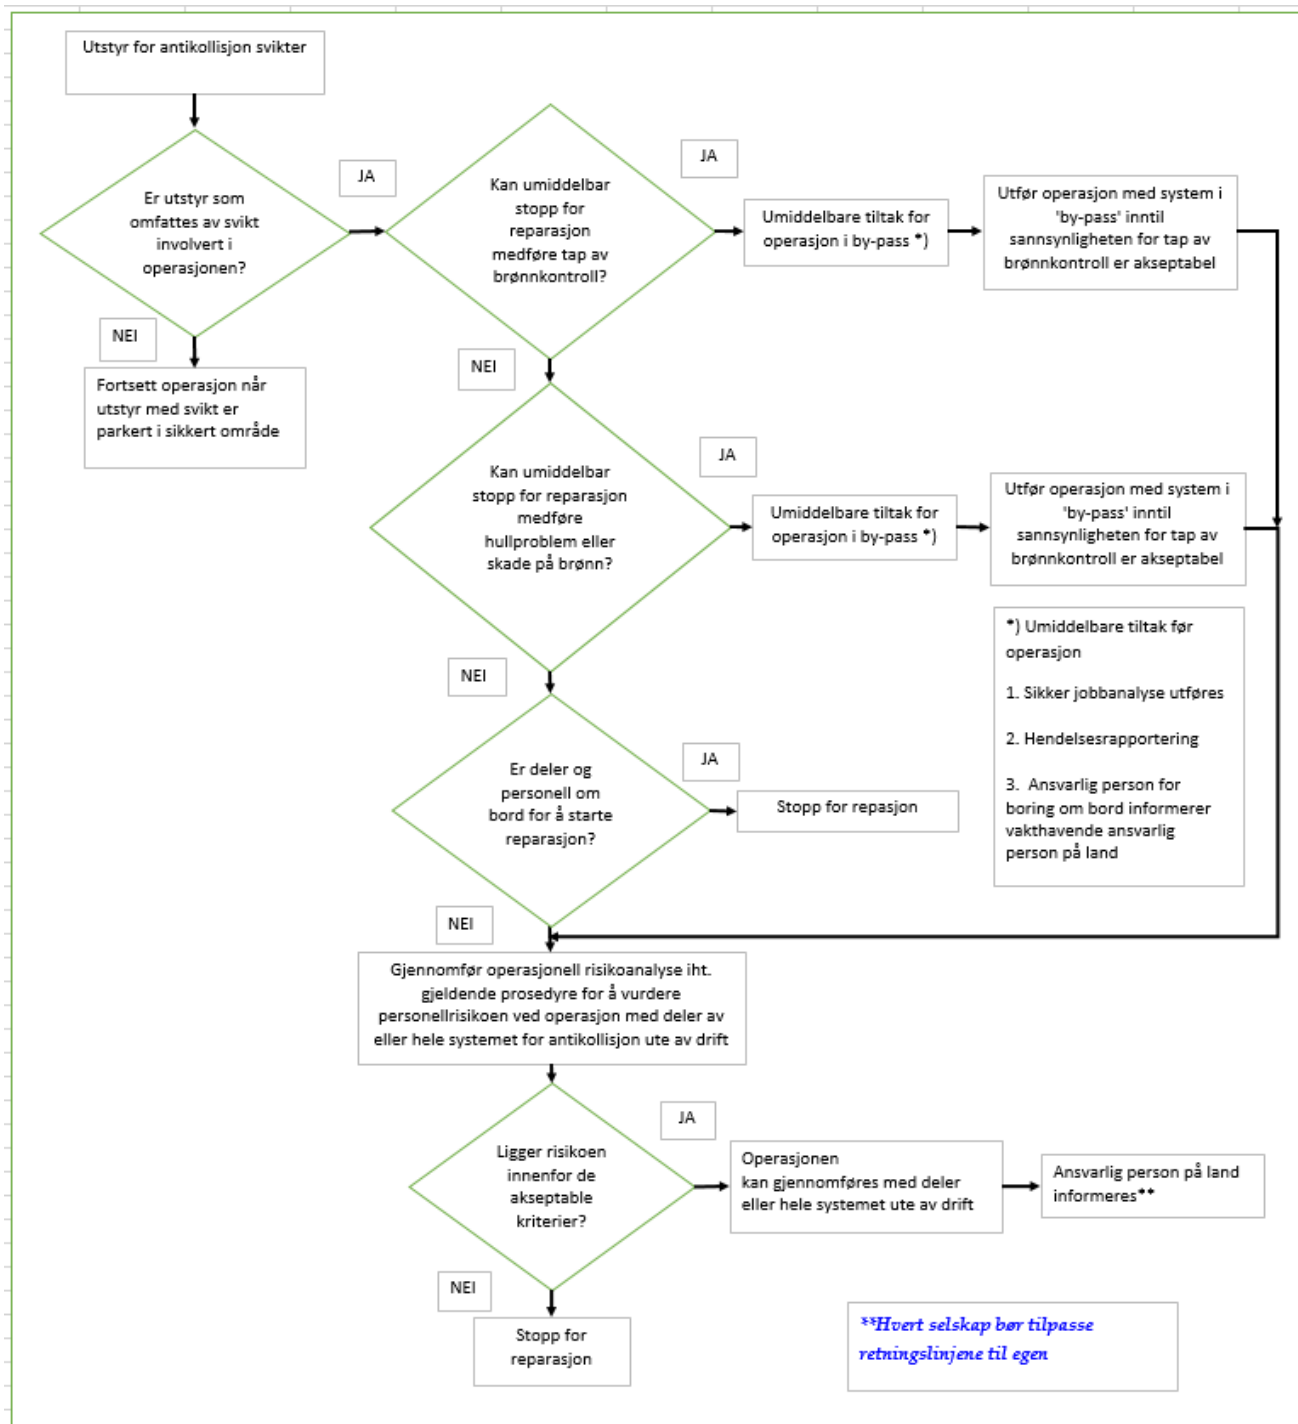 Utstyr for antikollisjon svikter
Er utstyr som
omfattes av svikt
involvert i
operasjonen?
JA
NEI
Fortsett operasjon når
utstyr med svikt er
parkert i sikkert område
Kan umiddelbar
stopp for
reparasjon
medføre tap av
brønnkontroll?
JA
Umiddelbare tiltak for
operasjon i by-pass *)
Utfør operasjon med system i
'by-pass' inntil
sannsynligheten for tap av
brønnkontroll er akseptabel
NEI
Kan umiddelbar
stopp for reparasjon
medføre
hullproblem eller
skade på brønn?
JA
Umiddelbare tiltak for
operasjon i by-pass *)
Utfør operasjon med system i
'by-pass' inntil
sannsynligheten for tap av
brønnkontroll er akseptabel
*) Umiddelbare tiltak før
operasjon
1. Sikker jobbanalyse utføres
2. Hendelsesrapportering
3. Ansvarlig person for
boring om bord informerer
vakthavende ansvarlig
person på land
NEI
Er deler og
personell om
bord for å starte
reparasjon?
JA
Stopp for repasjon
NEI
Gjennomfør operasjonell risikoanalyse iht.
gjeldende prosedyre for å vurdere
personellrisikoen ved operasjon med deler av
eller hele systemet for antikollisjon ute av drift
Ligger risikoen
innenfor de
akseptable
kriterier?
JA
Operasjonen
kan gjennomføres med deler
eller hele systemet ute av drift
Ansvarlig person på land
informeres**
NEI
Stopp for
reparasjon
**Hvert selskap bør tilpasse
retningslinjene til egen